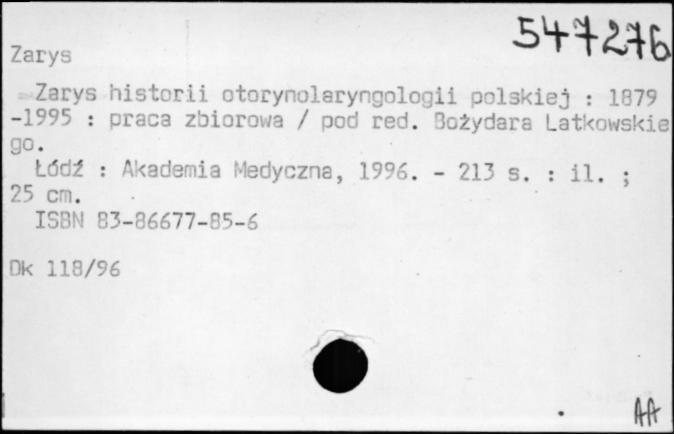 547276
Zarys
Zarys historii otorynolaryngologii polskiej : 1879
-1995 : praca zbiorowa / pod red. Bożydara Latkowskie
go.
Łódź : Akademia Medyczna, 1996. - 213 s. : il. ;
25 cm.
ISBN 83-86677-85-6
Dk 118/96
AA